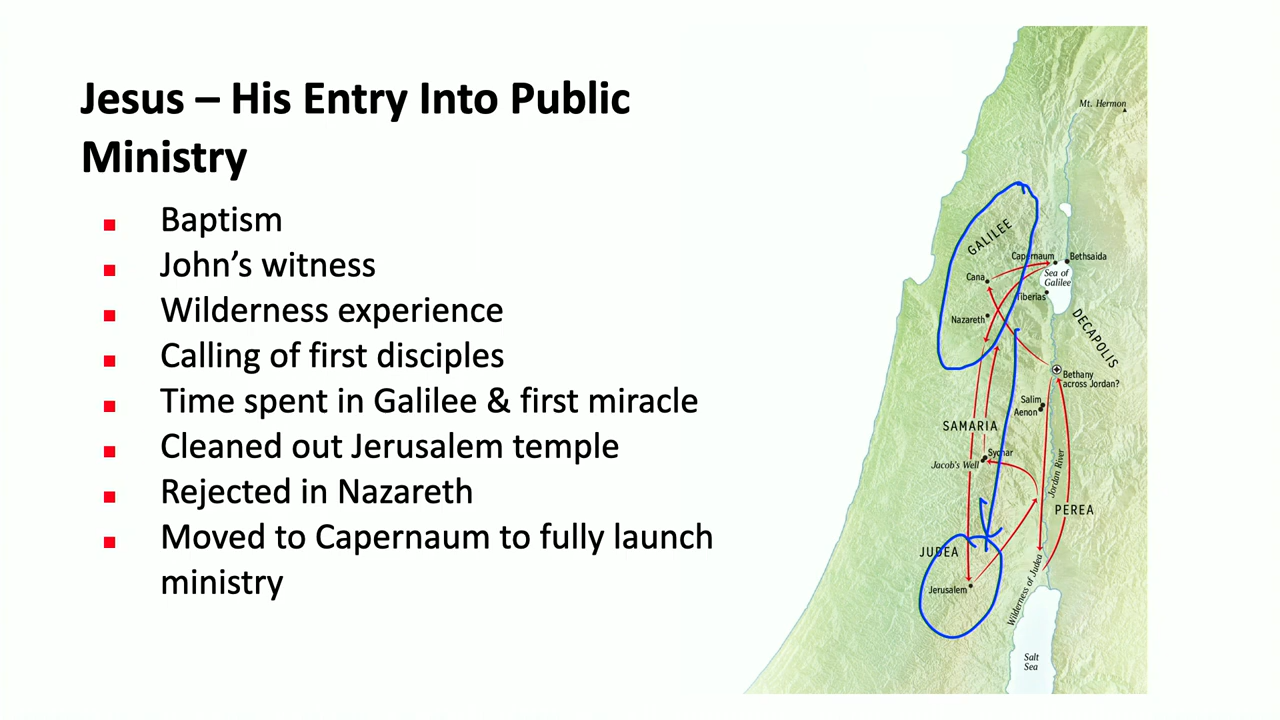 Jesus – His Entry Into Public
Ministry
Baptism
John’s witness
Wilderness experience
Calling of first disciples
Time spent in Galilee & first miracle
Cleaned out Jerusalem temple
Rejected in Nazareth
Moved to Capernaum to fully launch
ministry
Mt. Hermon
GALILEE
Capernaum
Bethsaida
Cana
Sea of
Galilee
Tiberias
Nazareth
DECAPOLIS
Bethany
across Jordan?
Salim
Aenon
SAMARIA
Sychar
Jacob's Well
Jordan River
PEREA
JUDEA
Jerusalem
Wilderness of Judea
Salt
Sea